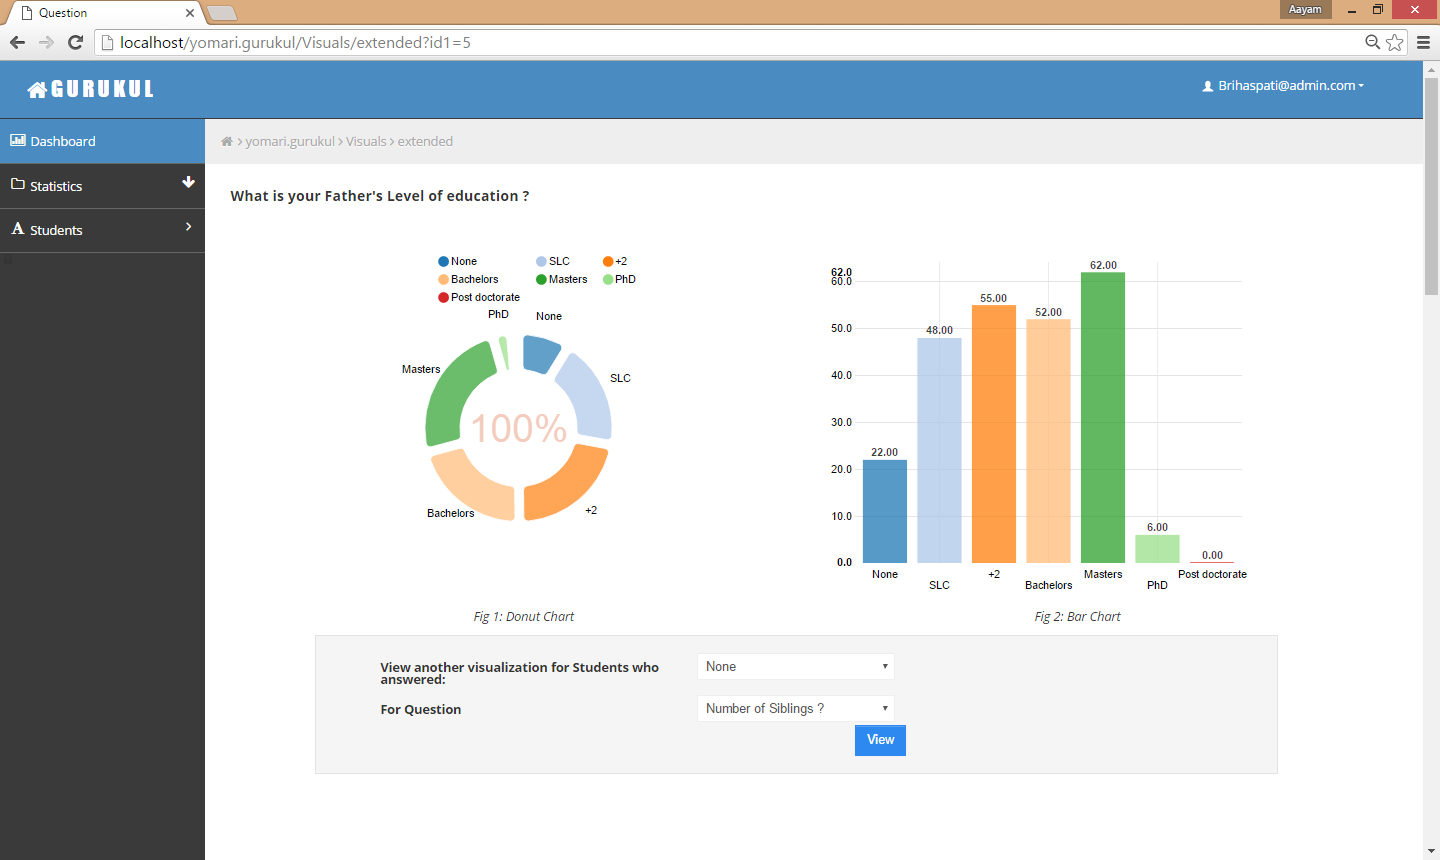 Question
Aayam
localhost/yomari.gurukul/Visuals/extended?id1=5
GURUKUL
Brihaspati@admin.com
Dashboard
yomari.gurukul > Visuals > extended
Statistics
Students
What is your Father's Level of education ?
None SLC +2
Bachelors Masters PhD
Post doctorate
PhD
None
Masters
SLC
100%
Bachelors
+2
62.0
60.0
50.0
40.0
30.0
20.0
10.0
0.0
22.00
48.00
55.00
52.00
62.00
6.00
0.00
None
SLC
+2
Bachelors
Masters
PhD
Post doctorate
Fig 1: Donut Chart
Fig 2: Bar Chart
View another visualization for Students who
answered:
None
For Question
Number of Siblings ?
View